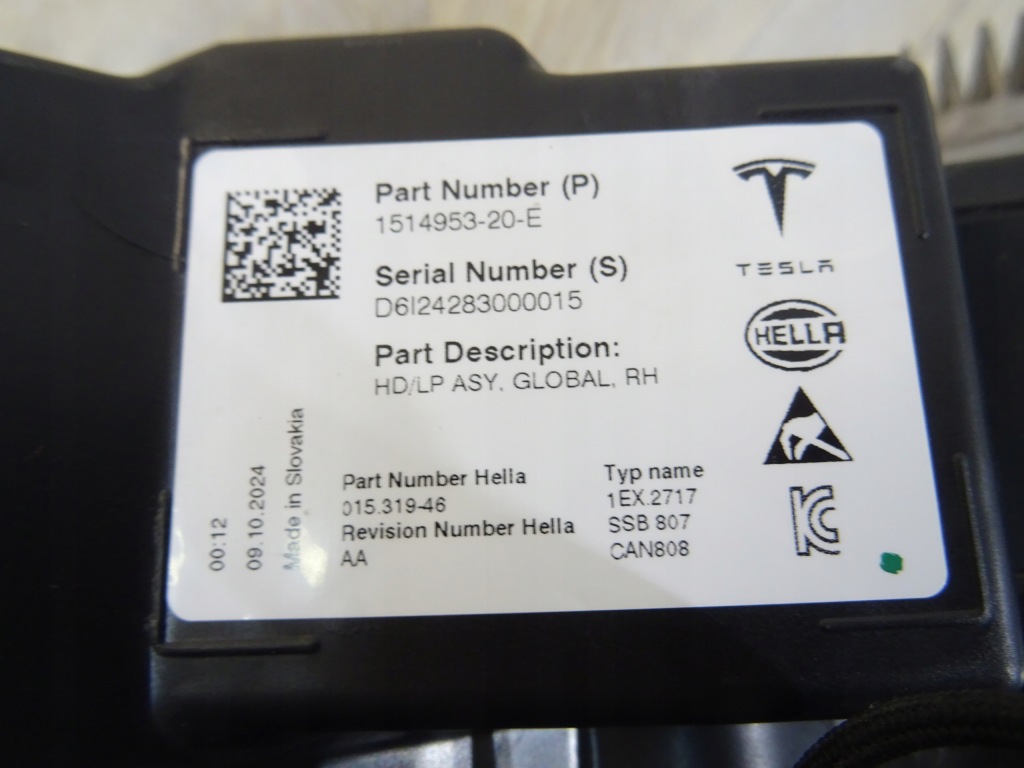 Part Number (P)
1514953-20-E
Serial Number (S)
D6I24283000015
Part Description:
HD/LP ASY, GLOBAL, RH
Part Number Hella
015.319-46
Revision Number Hella
AA
Typ name
1EX.2717
SSB 807
CAN808
00:12
09.10.2024
Made in Slovakia
TESLA
HELLA